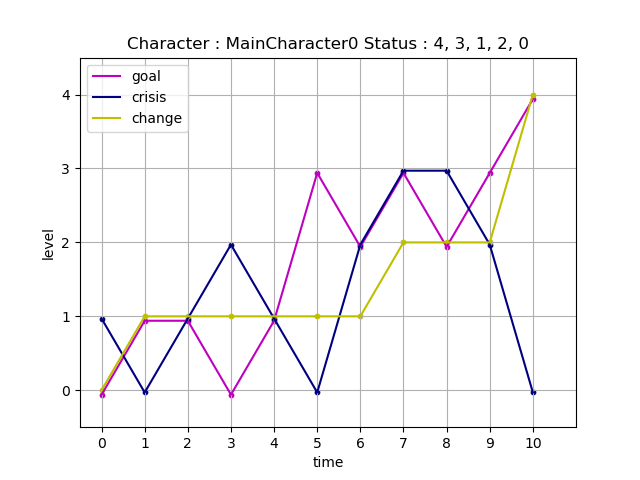 Character : MainCharacter0 Status : 4, 3, 1, 2, 0
goal
crisis
change
4
3
2
1
0
level
0 1 2 3 4 5 6 7 8 9 10
time